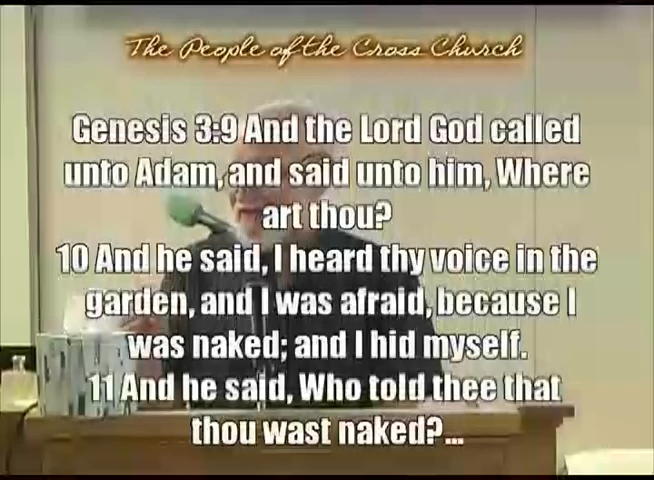 The People of the Cross Church
Genesis 3:9 And the Lord God called
unto Adam, and said unto him, Where
art thou?
10 And he said, I heard thy voice in the
garden, and I was afraid, because I
was naked; and I hid myself.
11 And he said, Who told thee that
thou wast naked?...